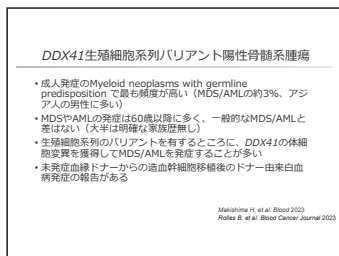 DDX41生殖細胞系列バリアント陽性骨髄系腫瘍
• 成人発症のMyeloid neoplasms with germline
predisposition で最も頻度が高い（MDS/AMLの約3%、アジ
ア人の男性に多い）
• MDSやAMLの発症は60歳以降に多く、一般的なMDS/AMLと
差はない（大半は明確な家族歴無し）
• 生殖細胞系列のバリアントを有するところに、DDX41の体細
胞変異を獲得してMDS/AMLを発症することが多い
• 未発症血縁ドナーからの造血幹細胞移植後のドナー由来白血
病発症の報告がある
Makishima H, et al. Blood 2023
Rolles B, et al. Blood Cancer Journal 2023